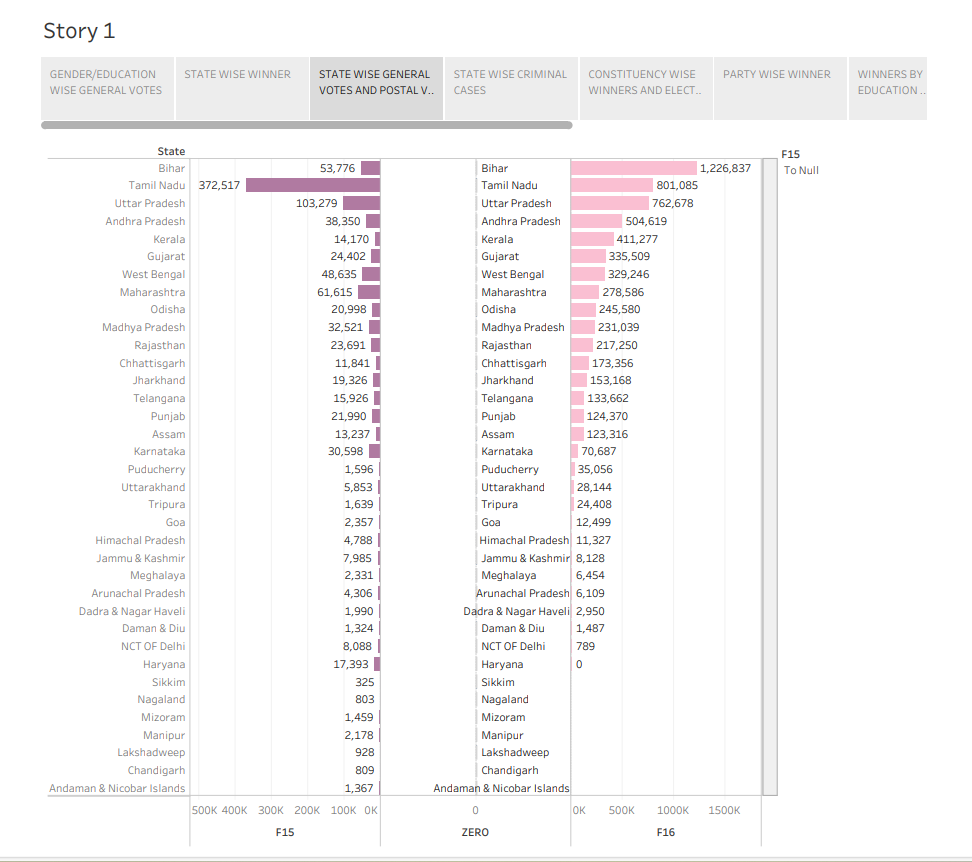 Story 1
GENDER/EDUCATION WISE GENERAL VOTES
STATE WISE WINNER
STATE WISE GENERAL VOTES AND POSTAL V..
STATE WISE CRIMINAL CASES
CONSTITUENCY WISE WINNERS AND ELECT..
PARTY WISE WINNER
WINNERS BY EDUCATION ..
State
F15
To Null
Bihar 53,776 Bihar 1,226,837
Tamil Nadu 372,517 Tamil Nadu 801,085
Uttar Pradesh 103,279 Uttar Pradesh 762,678
Andhra Pradesh 38,350 Andhra Pradesh 504,619
Kerala 14,170 Kerala 411,277
Gujarat 24,402 Gujarat 335,509
West Bengal 48,635 West Bengal 329,246
Maharashtra 61,615 Maharashtra 278,586
Odisha 20,998 Odisha 245,580
Madhya Pradesh 32,521 Madhya Pradesh 231,039
Rajasthan 23,691 Rajasthan 217,250
Chhattisgarh 11,841 Chhattisgarh 173,356
Jharkhand 19,326 Jharkhand 153,168
Telangana 15,926 Telangana 133,662
Punjab 21,990 Punjab 124,370
Assam 13,237 Assam 123,316
Karnataka 30,598 Karnataka 70,687
Puducherry 1,596 Puducherry 35,056
Uttarakhand 5,853 Uttarakhand 28,144
Tripura 1,639 Tripura 24,408
Goa 2,357 Goa 12,499
Himachal Pradesh 4,788 Himachal Pradesh 11,327
Jammu & Kashmir 7,985 Jammu & Kashmir 8,128
Meghalaya 2,331 Meghalaya 6,454
Arunachal Pradesh 4,306 Arunachal Pradesh 6,109
Dadra & Nagar Haveli 1,990 Dadra & Nagar Haveli 2,950
Daman & Diu 1,324 Daman & Diu 1,487
NCT OF Delhi 8,088 NCT OF Delhi 789
Haryana 17,393 Haryana 0
Sikkim 325 Sikkim
Nagaland 803 Nagaland
Mizoram 1,459 Mizoram
Manipur 2,178 Manipur
Lakshadweep 928 Lakshadweep
Chandigarh 809 Chandigarh
Andaman & Nicobar Islands 1,367 Andaman & Nicobar Islands
500K 400K 300K 200K 100K 0K 0 0K 500K 1000K 1500K
F15 ZERO F16